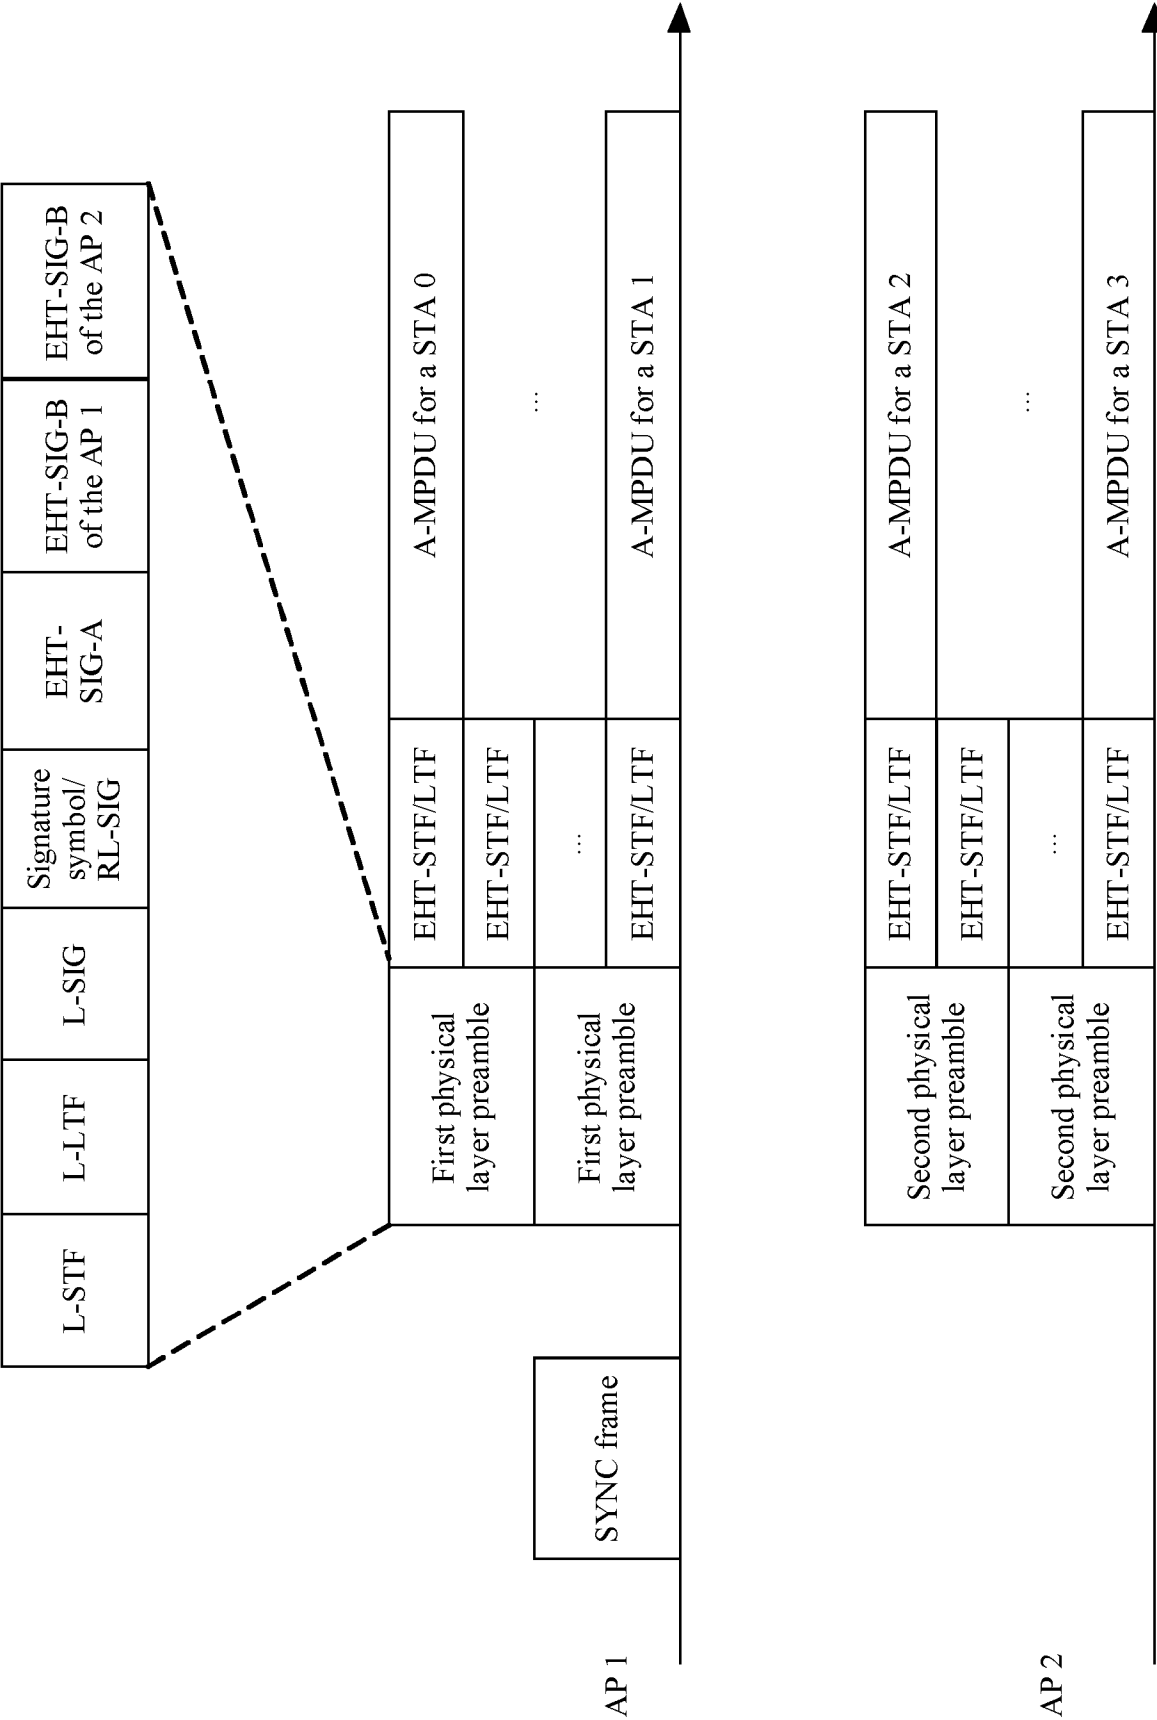 L-STF
L-LTF
L-SIG
Signature
symbol/
RL-SIG
EHT-
SIG-A
EHT-SIG-B
of the AP 1
EHT-SIG-B
of the AP 2
AP 1
SYNC frame
First physical
layer preamble
First physical
layer preamble
EHT-STF/LTF
EHT-STF/LTF
...
EHT-STF/LTF
A-MPDU for a STA 0
...
A-MPDU for a STA 1
AP 2
Second physical
layer preamble
Second physical
layer preamble
EHT-STF/LTF
EHT-STF/LTF
...
EHT-STF/LTF
A-MPDU for a STA 2
...
A-MPDU for a STA 3